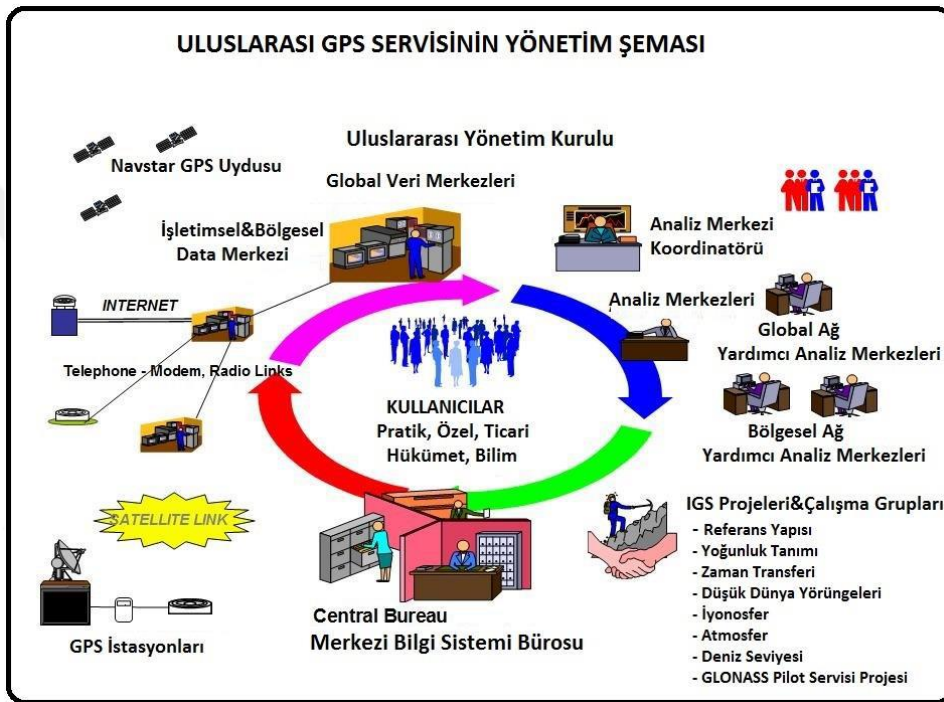 ULUSLARASI GPS SERVİSİNİN YÖNETİM ŞEMASI
Uluslararası Yönetim Kurulu
Navstar GPS Uydusu
Global Veri Merkezleri
İşletimsel&Bölgesel
Data Merkezi
Analiz Merkezi
Koordinatörü
INTERNET
Analiz Merkezleri
Global Ağ
Yardımcı Analiz Merkezleri
Telephone - Modem, Radio Links
KULLANICILAR
Pratik, Özel, Ticari
Hükümet, Bilim
Bölgesel Ağ
Yardımcı Analiz Merkezleri
SATELLITE LINK
GPS İstasyonları
Central Bureau
Merkezi Bilgi Sistemi Bürosu
IGS Projeleri&Çalışma Grupları
- Referans Yapısı
- Yoğunluk Tanımı
- Zaman Transferi
- Düşük Dünya Yörüngeleri
- İyonosfer
- Atmosfer
- Deniz Seviyesi
- GLONASS Pilot Servisi Projesi